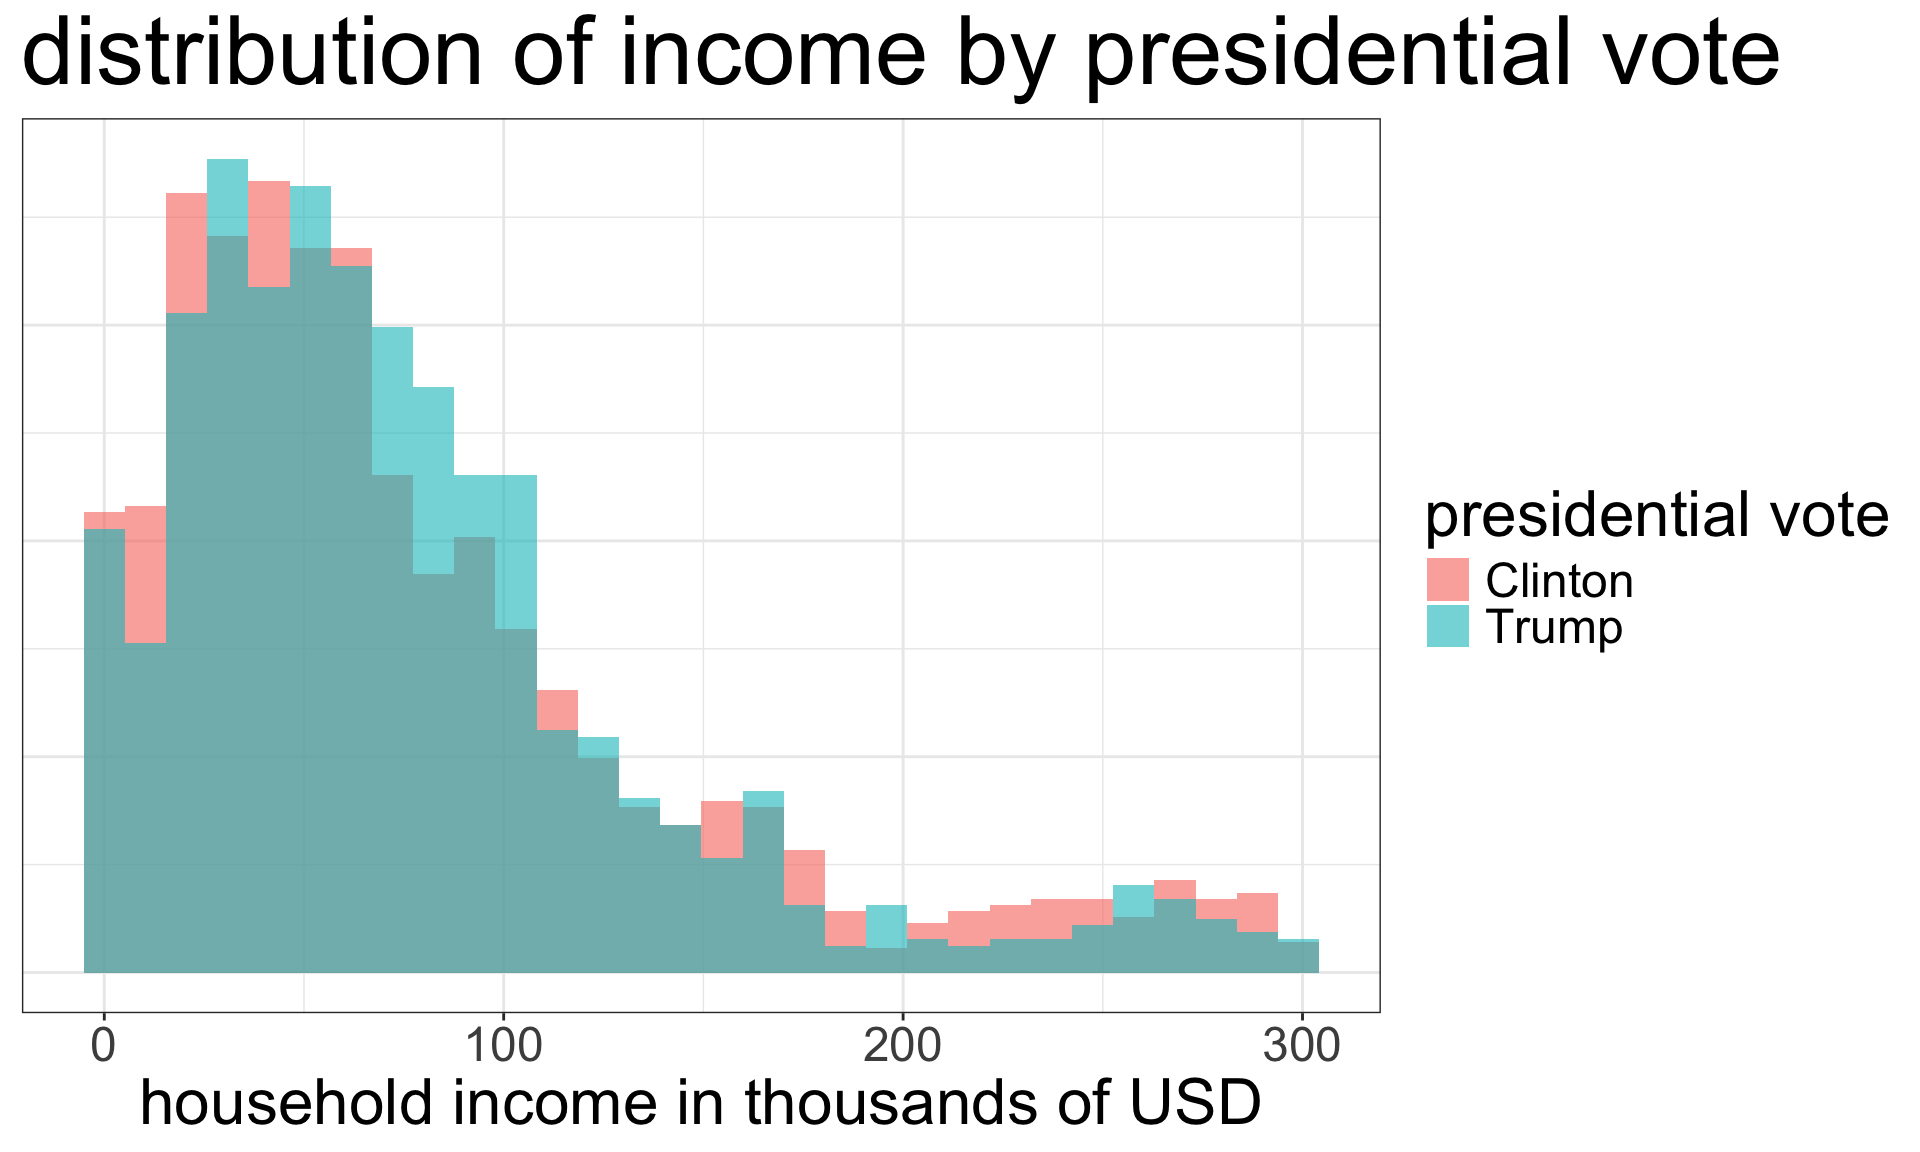 distribution of income by presidential vote
presidential vote
Clinton
Trump
0 100 200 300
household income in thousands of USD